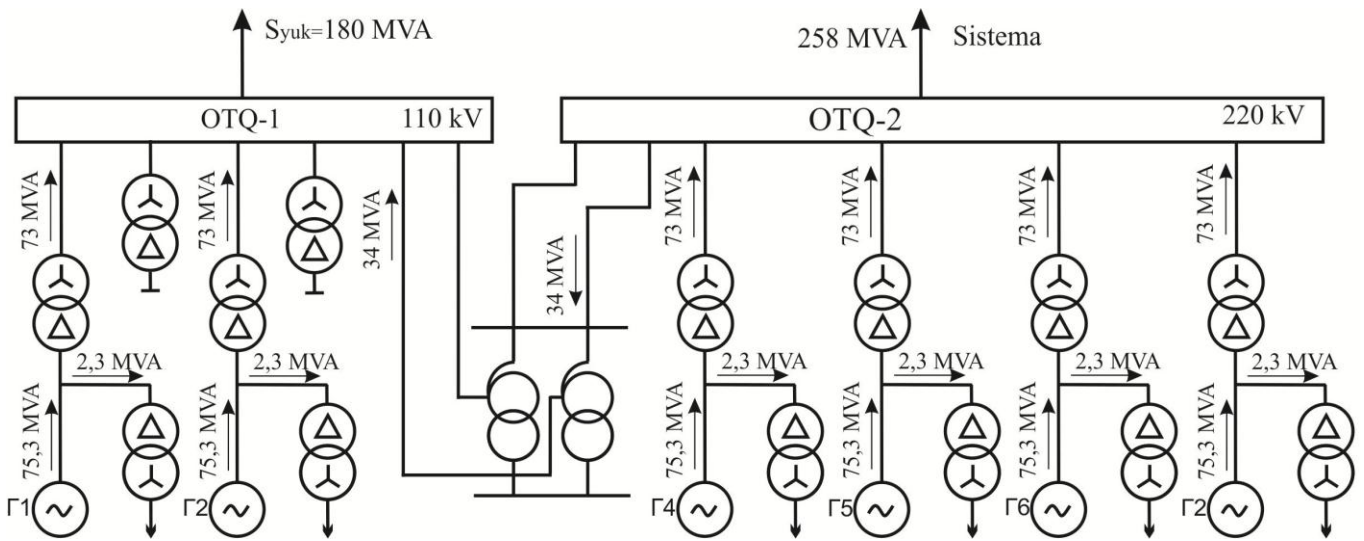 Syuk=180 MVA
258 MVA Sistema
OTQ-1 110 kV
OTQ-2 220 kV
73 MVA
73 MVA
34 MVA
34 MVA
73 MVA
73 MVA
73 MVA
73 MVA
2,3 MVA
2,3 MVA
2,3 MVA
2,3 MVA
2,3 MVA
2,3 MVA
75,3 MVA
75,3 MVA
75,3 MVA
75,3 MVA
75,3 MVA
75,3 MVA
Г1
Г2
Г4
Г5
Г6
Г2